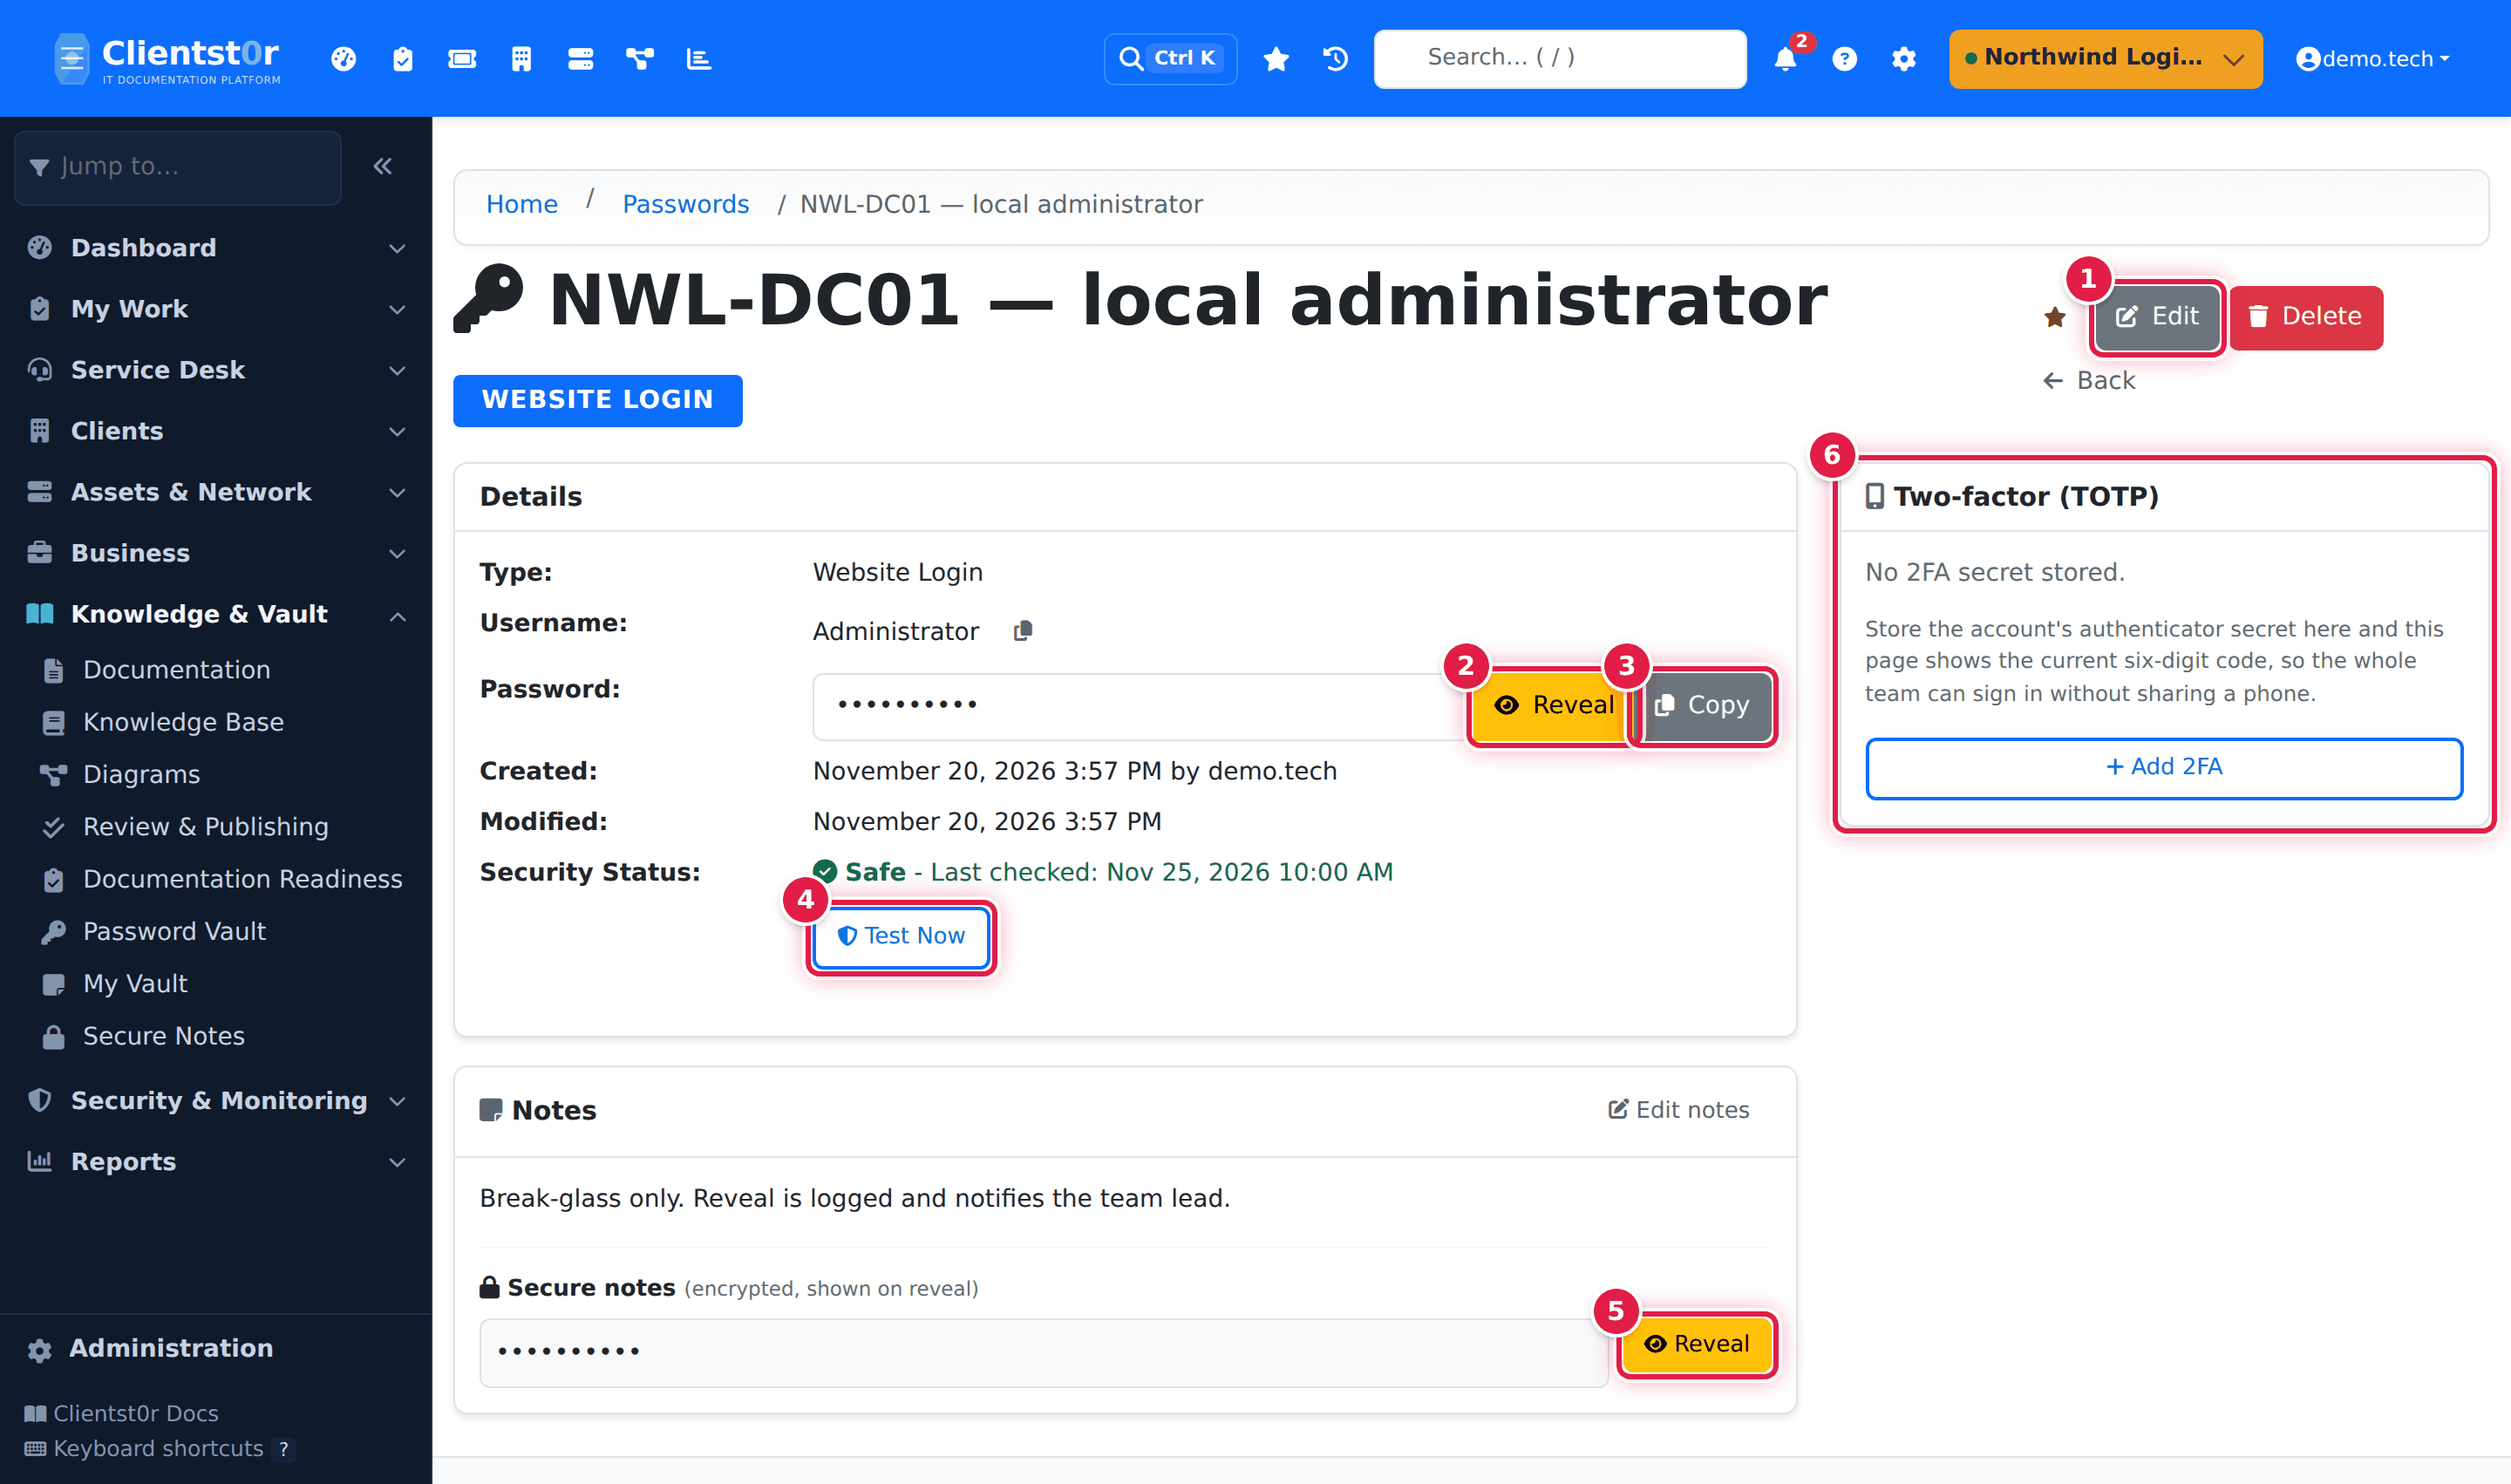 Clientst0r
IT DOCUMENTATION PLATFORM
Ctrl K
Search... ( / )
2
Northwind Logi...
demo.tech
Jump to...
Dashboard
My Work
Service Desk
Clients
Assets & Network
Business
Knowledge & Vault
Documentation
Knowledge Base
Diagrams
Review & Publishing
Documentation Readiness
Password Vault
My Vault
Secure Notes
Security & Monitoring
Reports
Administration
Clientst0r Docs
Keyboard shortcuts ?
Home / Passwords / NWL-DC01 — local administrator
NWL-DC01 — local administrator
1
Edit
Delete
Back
WEBSITE LOGIN
Details
Type: Website Login
Username: Administrator
Password: ••••••••••
2
Reveal
3
Copy
Created: November 20, 2026 3:57 PM by demo.tech
Modified: November 20, 2026 3:57 PM
Security Status: Safe - Last checked: Nov 25, 2026 10:00 AM
4
Test Now
6
Two-factor (TOTP)
No 2FA secret stored.
Store the account's authenticator secret here and this
page shows the current six-digit code, so the whole
team can sign in without sharing a phone.
+ Add 2FA
Notes
Edit notes
Break-glass only. Reveal is logged and notifies the team lead.
Secure notes (encrypted, shown on reveal)
••••••••••
5
Reveal